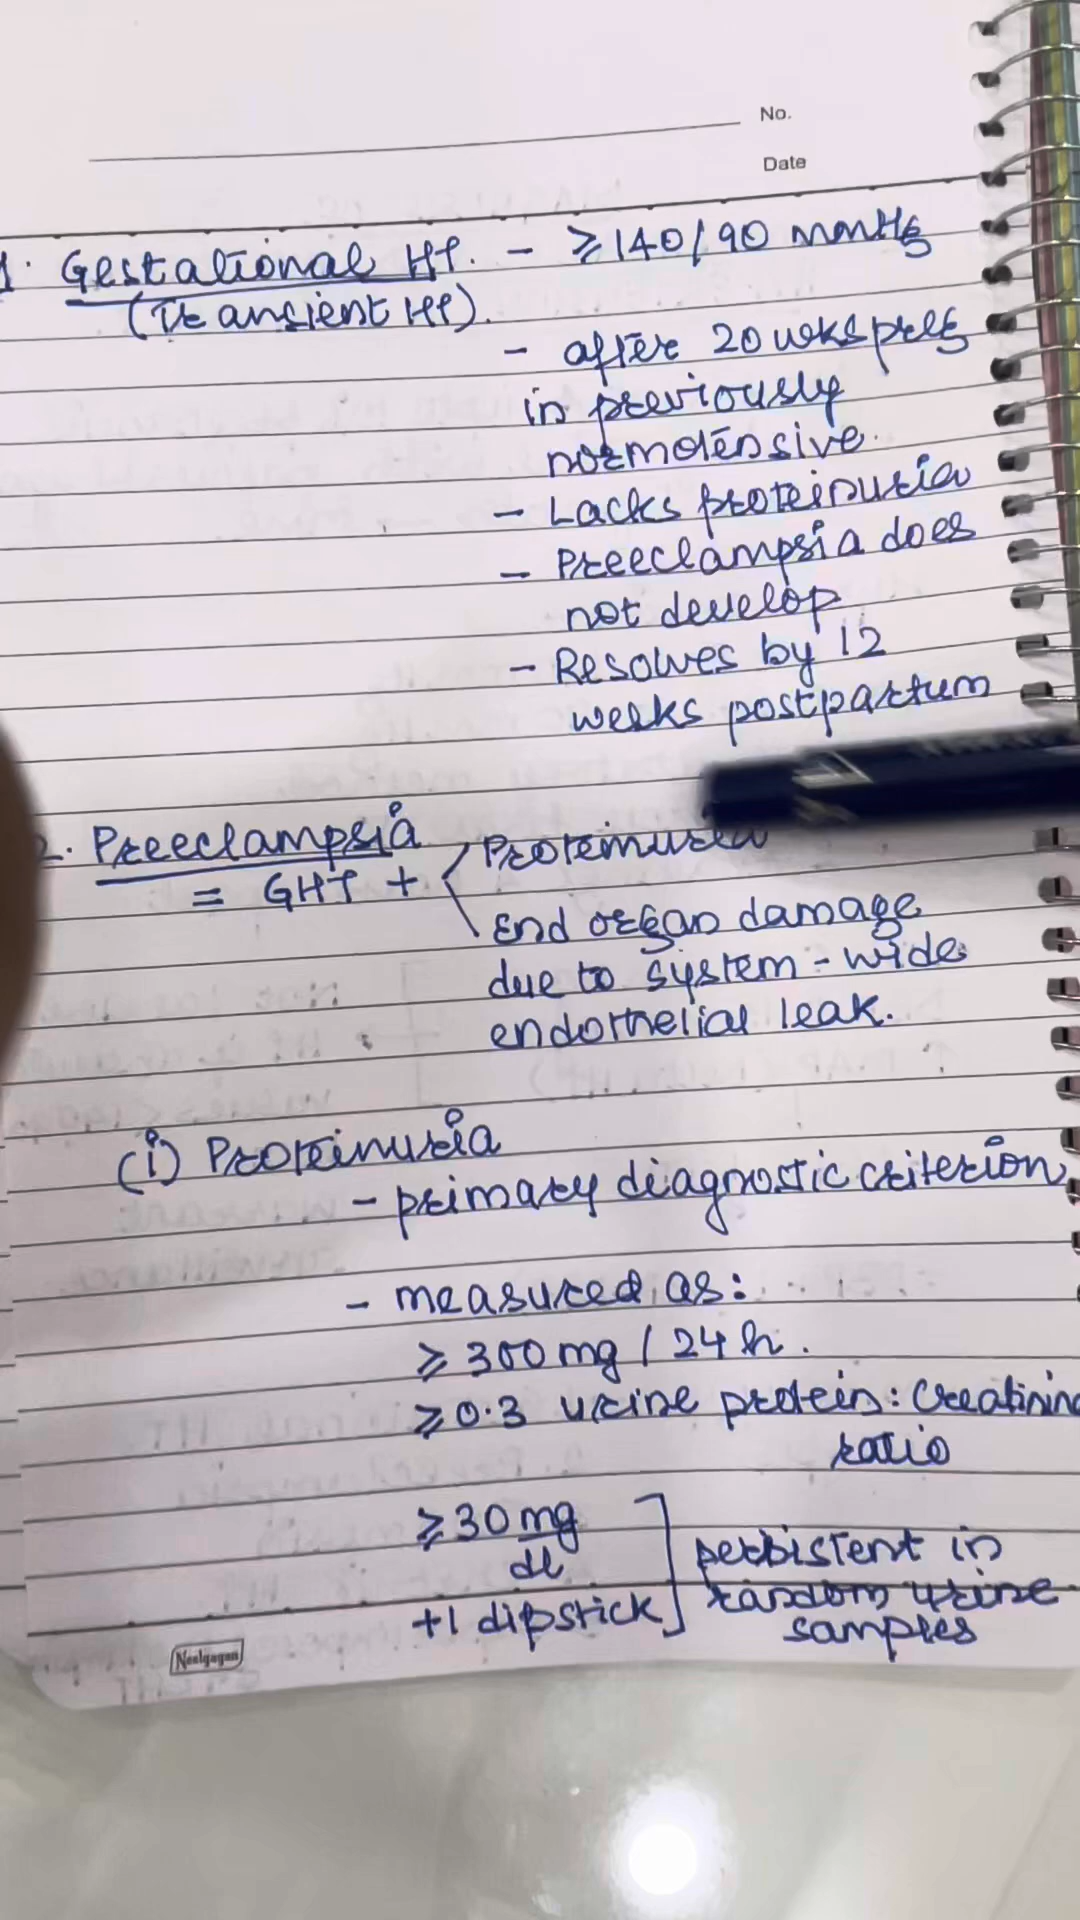 No.
Date
1. Gestational HT. - ≥140/90 mmHg
(Transient HT).
- after 20 wks preg
in previously
normotensive.
- Lacks proteinuria
- Preeclampsia does
not develop
- Resolves by 12
weeks postpartum
2. Preeclampsia
= GHT + Proteinuria
End organ damage
due to system-wide
endothelial leak.
(i) Proteinuria
- primary diagnostic criterion
- measured as:
≥300 mg / 24 h.
≥0.3 urine protein: Creatinine
ratio
≥30 mg
dl
+1 dipstick
persistent in
random urine
samples
Neelgagan